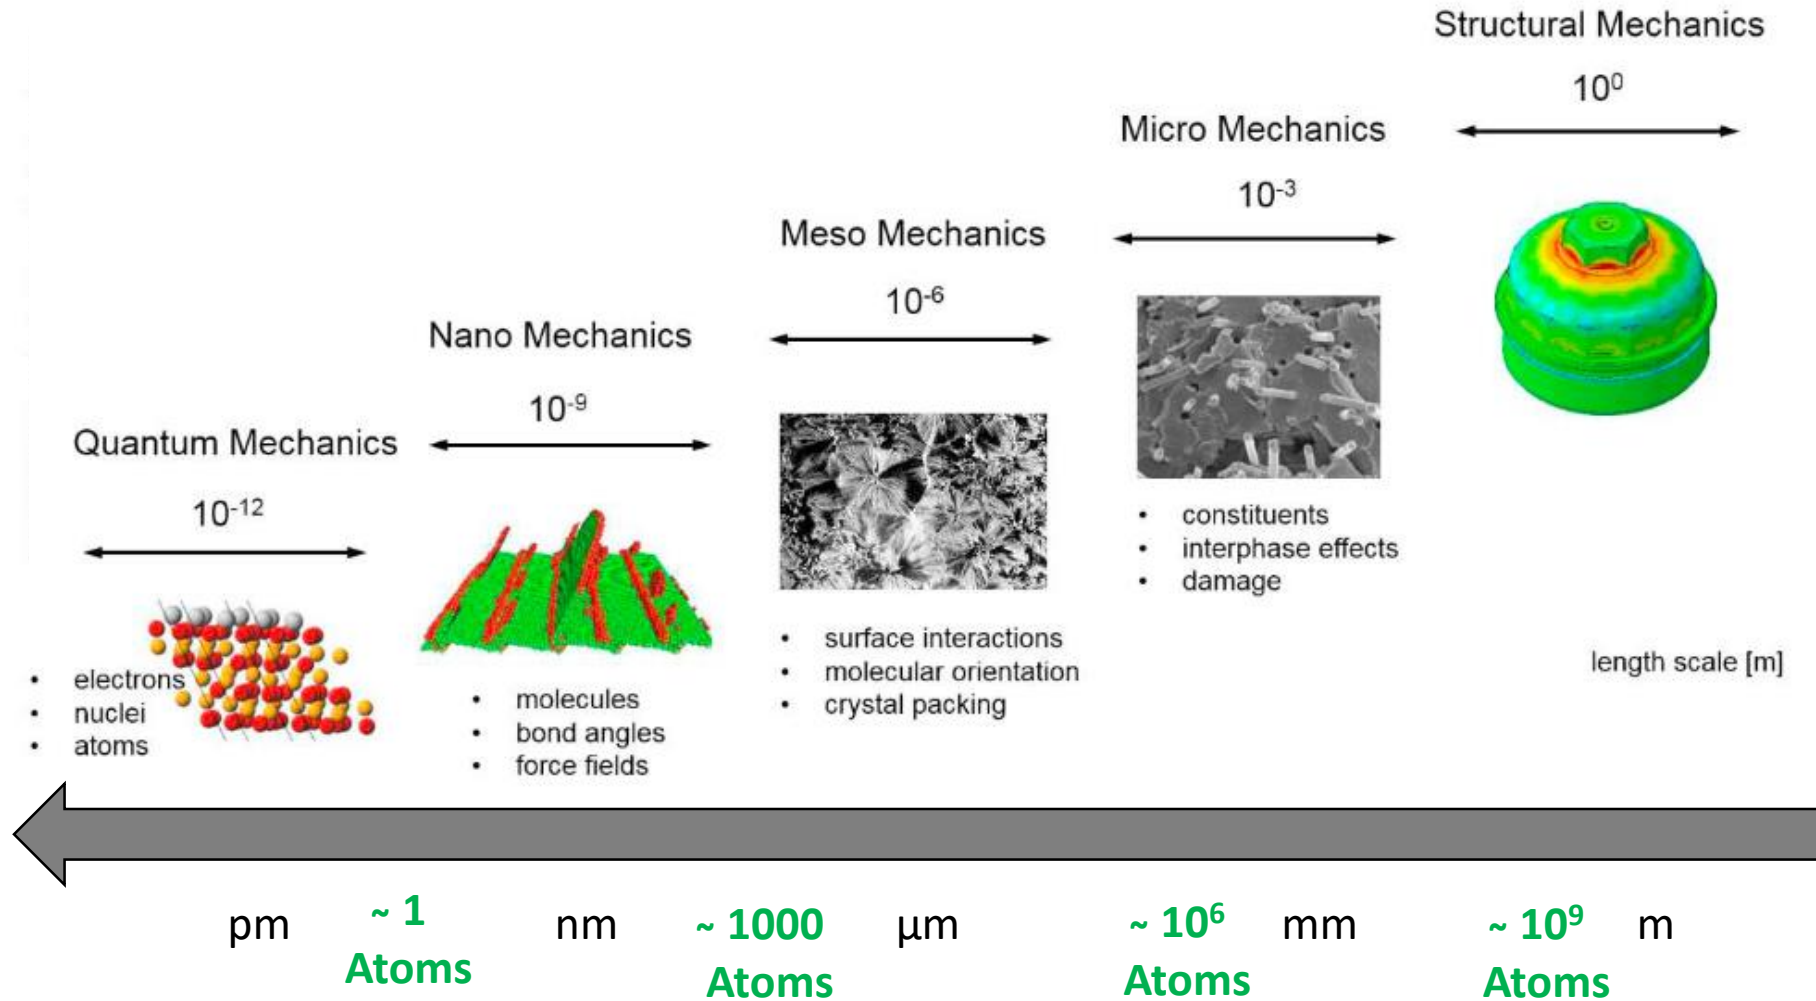 Structural Mechanics
10⁰
Micro Mechanics
10⁻³
Meso Mechanics
10⁻⁶
Nano Mechanics
10⁻⁹
Quantum Mechanics
10⁻¹²
• electrons
• nuclei
• atoms
• molecules
• bond angles
• force fields
• surface interactions
• molecular orientation
• crystal packing
• constituents
• interphase effects
• damage
length scale [m]
pm
~ 1
Atoms
nm
~ 1000
Atoms
μm
~ 10⁶
Atoms
mm
~ 10⁹
Atoms
m